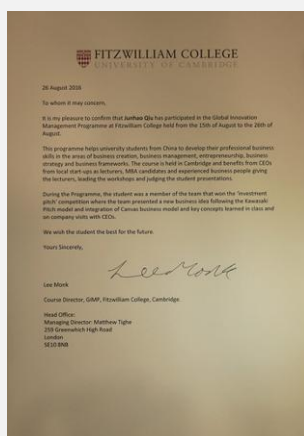 FITZWILLIAM COLLEGE
UNIVERSITY OF CAMBRIDGE
26 August 2016
To whom it may concern,
It is my pleasure to confirm that Junhao Qiu has participated in the Global Innovation
Management Programme at Fitzwilliam College held from the 15th of August to the 26th of
August.
This programme helps university students from China to develop their professional business
skills in the areas of business creation, business management, entrepreneurship, business
strategy and business frameworks. The course is held in Cambridge and benefits from CEOs
from local start-ups as lecturers, MBA candidates and experienced business people giving
the lecturers, leading the workshops and judging the student presentations.
During the Programme, the student was a member of the team that won the 'investment
pitch' competition where the team presented a new business idea following the Kawasaki
Pitch model and integration of Canvas business model and key concepts learned in class and
on company visits with CEOs.
We wish the student the best for the future.
Yours Sincerely,
Lee Monk
Lee Monk
Course Director, GIMP, Fitzwilliam College, Cambridge.
Head Office:
Managing Director: Matthew Tighe
259 Greenwhich High Road
London
SE10 8NB